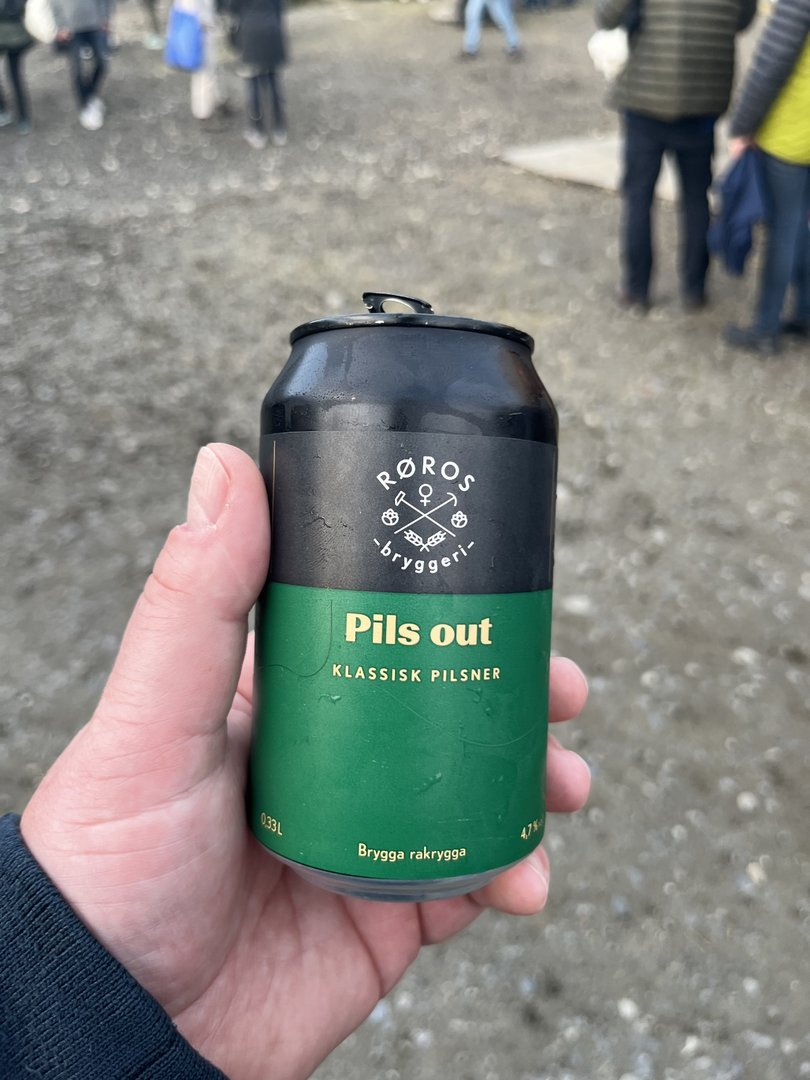 RØROS
-bryggeri-
Pils out
KLASSISK PILSNER
0,33L
4,7%
Brygga rakrygga